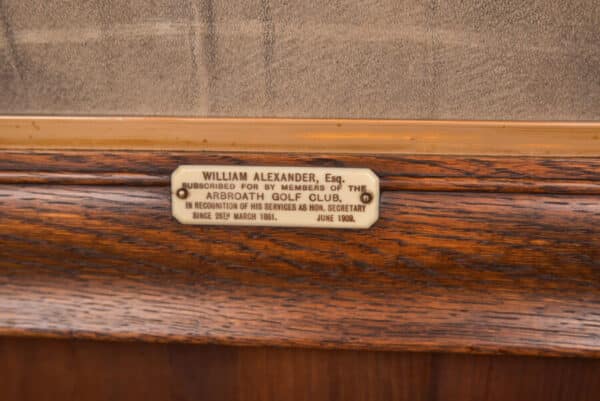 WILLIAM ALEXANDER, Esq.
SUBSCRIBED FOR BY MEMBERS OF THE
ARBROATH GOLF CLUB,
IN RECOGNITION OF HIS SERVICES AS HON. SECRETARY
SINCE 26TH MARCH 1881. JUNE 1909.